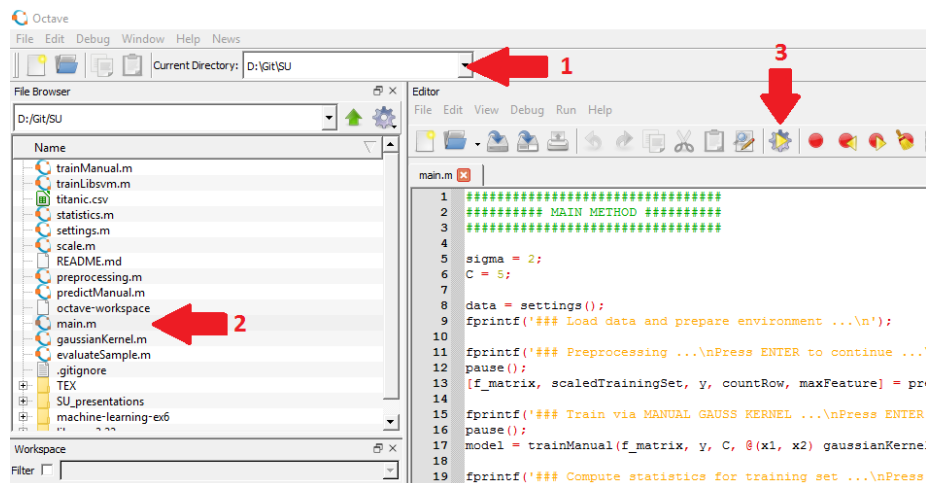 Octave
File Edit Debug Window Help News
Current Directory: D:\Git\SU
1
3
File Browser
D:/Git/SU
Name
trainManual.m
trainLibsvm.m
titanic.csv
statistics.m
settings.m
scale.m
README.md
preprocessing.m
predictManual.m
octave-workspace
main.m
2
gaussianKernel.m
evaluateSample.m
.gitignore
TEX
SU_presentations
machine-learning-ex6
Workspace
Filter
Editor
File Edit View Debug Run Help
main.m
1 #################################
2 ########## MAIN METHOD ##########
3 #################################
4
5 sigma = 2;
6 C = 5;
7
8 data = settings();
9 fprintf('### Load data and prepare environment ...\n');
10
11 fprintf('### Preprocessing ...\nPress ENTER to continue ...\
12 pause();
13 [f_matrix, scaledTrainingSet, y, countRow, maxFeature] = pre
14
15 fprintf('### Train via MANUAL GAUSS KERNEL ...\nPress ENTER
16 pause();
17 model = trainManual(f_matrix, y, C, @(x1, x2) gaussianKernel
18
19 fprintf('### Compute statistics for training set ...\nPress